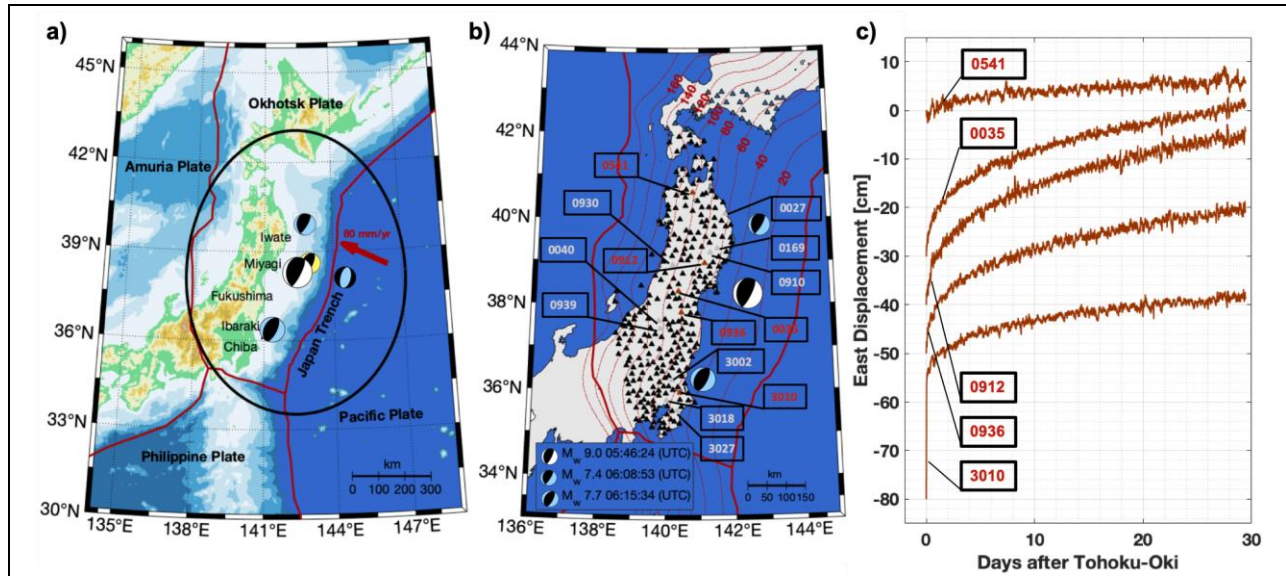 a)
45°N
42°N
39°N
36°N
33°N
30°N
135°E
138°E
141°E
144°E
147°E
Okhotsk Plate
Amuria Plate
Iwate
80 mm/yr
Miyagi
Fukushima
Ibaraki
Chiba
Japan Trench
Pacific Plate
Philippine Plate
km
0 100 200 300
b)
44°N
42°N
40°N
38°N
36°N
34°N
136°E
138°E
140°E
142°E
144°E
160
140
120
100
80
60
40
20
0541
0930
0027
0040
0169
0912
0910
0939
0936
0035
3002
3010
3018
3027
Mw 9.0 05:46:24 (UTC)
Mw 7.4 06:08:53 (UTC)
Mw 7.7 06:15:34 (UTC)
km
0 50 100 150
c)
East Displacement [cm]
10
0
-10
-20
-30
-40
-50
-60
-70
-80
0541
0035
0912
0936
3010
0
10
20
30
Days after Tohoku-Oki